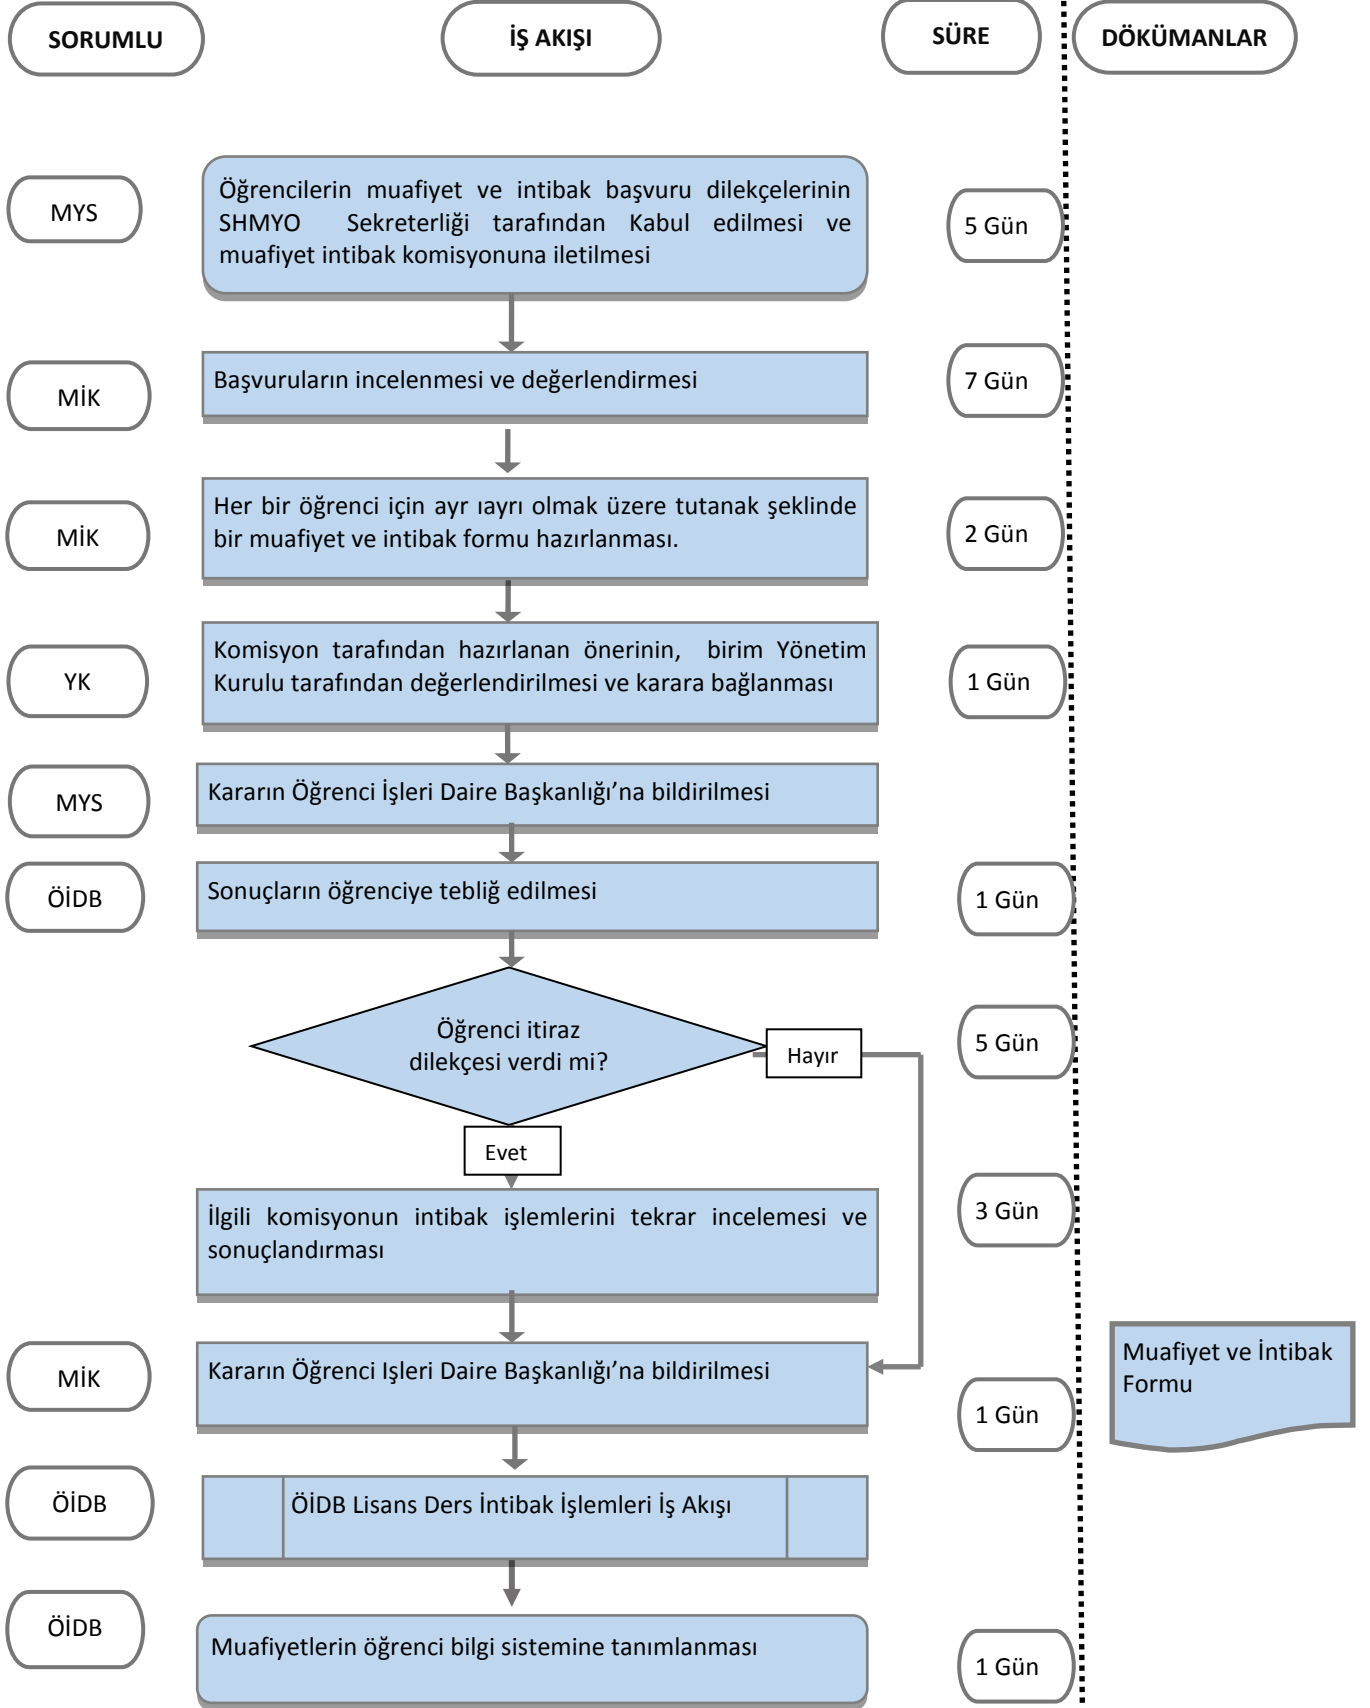 SORUMLU
İŞ AKIŞI
SÜRE
DÖKÜMANLAR
MYS
Öğrencilerin muafiyet ve intibak başvuru dilekçelerinin
SHMYO Sekreterliği tarafından Kabul edilmesi ve
muafiyet intibak komisyonuna iletilmesi
5 Gün
MİK
Başvuruların incelenmesi ve değerlendirmesi
7 Gün
MİK
Her bir öğrenci için ayr ıayrı olmak üzere tutanak şeklinde
bir muafiyet ve intibak formu hazırlanması.
2 Gün
YK
Komisyon tarafından hazırlanan önerinin, birim Yönetim
Kurulu tarafından değerlendirilmesi ve karara bağlanması
1 Gün
MYS
Kararın Öğrenci İşleri Daire Başkanlığı’na bildirilmesi
ÖİDB
Sonuçların öğrenciye tebliğ edilmesi
1 Gün
Öğrenci itiraz
dilekçesi verdi mi?
Hayır
5 Gün
Evet
İlgili komisyonun intibak işlemlerini tekrar incelemesi ve
sonuçlandırması
3 Gün
MİK
Kararın Öğrenci Işleri Daire Başkanlığı’na bildirilmesi
1 Gün
Muafiyet ve İntibak
Formu
ÖİDB
ÖİDB Lisans Ders İntibak İşlemleri İş Akışı
ÖİDB
Muafiyetlerin öğrenci bilgi sistemine tanımlanması
1 Gün